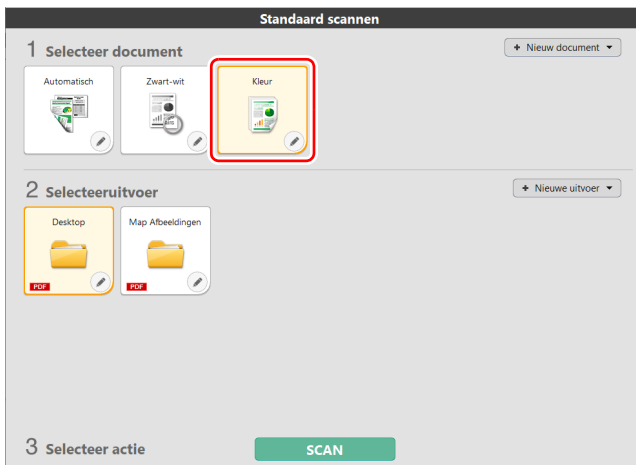 Standaard scannen
1 Selecteer document
+ Nieuw document
Automatisch
Zwart-wit
Kleur
2 Selecteeruitvoer
+ Nieuwe uitvoer
Desktop
Map Afbeeldingen
PDF
PDF
3 Selecteer actie
SCAN